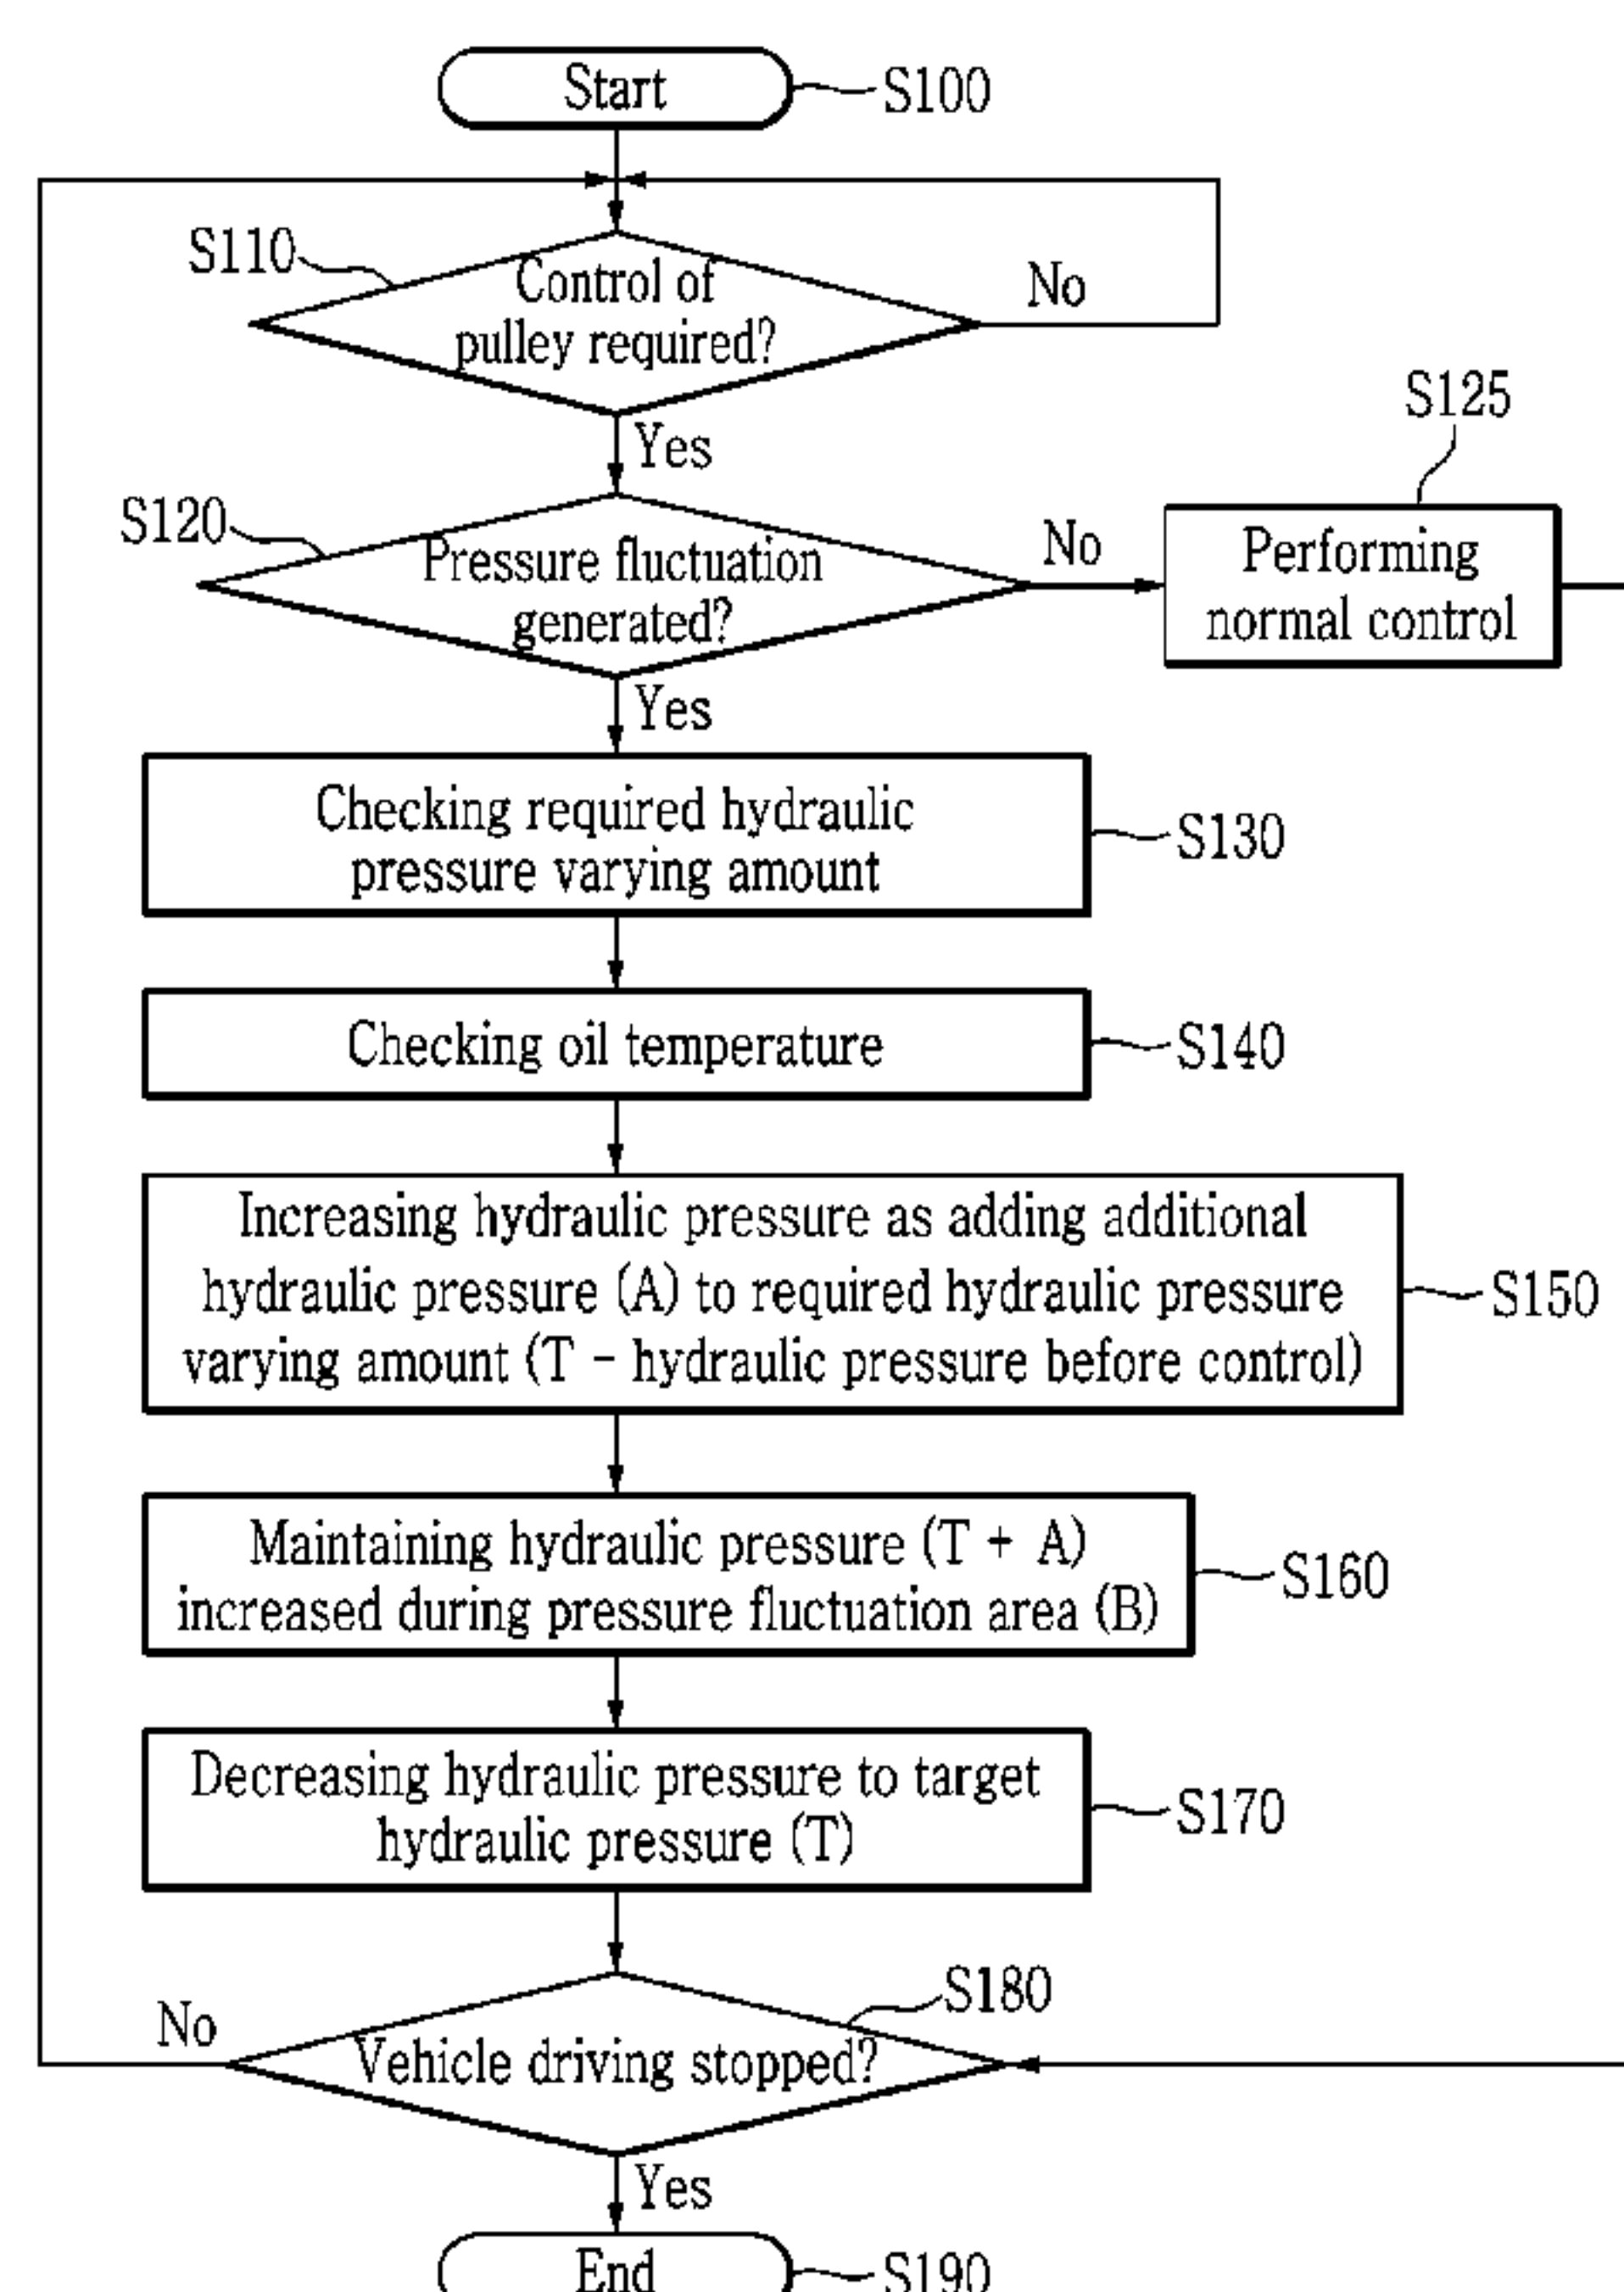 Start
S100
S110
Control of
pulley required?
No
Yes
S125
S120
Pressure fluctuation
generated?
No
Performing
normal control
Yes
Checking required hydraulic
pressure varying amount
S130
Checking oil temperature
S140
Increasing hydraulic pressure as adding additional
hydraulic pressure (A) to required hydraulic pressure
varying amount (T - hydraulic pressure before control)
S150
Maintaining hydraulic pressure (T + A)
increased during pressure fluctuation area (B)
S160
Decreasing hydraulic pressure to target
hydraulic pressure (T)
S170
S180
No
Vehicle driving stopped?
Yes
End
S190